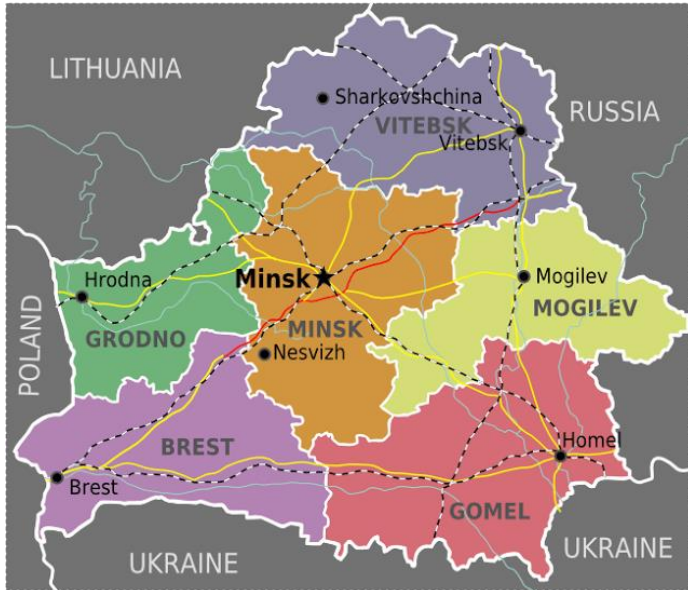 LITHUANIA
Sharkovshchina
RUSSIA
VITEBSK
Vitebsk
Hrodna
Minsk
Mogilev
MOGILEV
GRODNO
MINSK
Nesvizh
POLAND
BREST
Homel
Brest
GOMEL
UKRAINE
UKRAINE